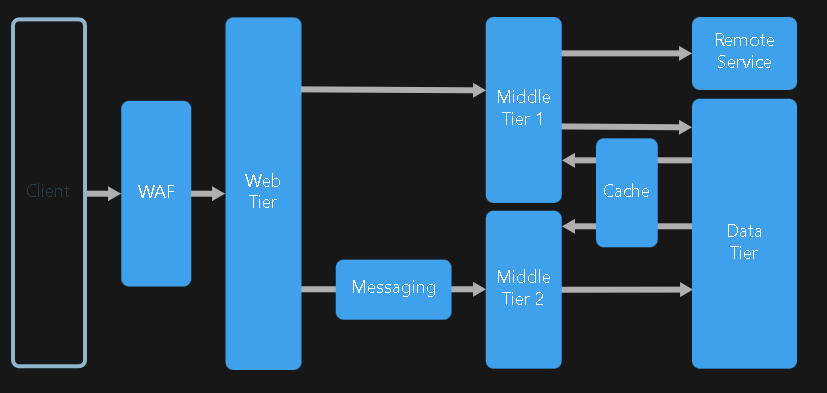 Client
WAF
Web
Tier
Messaging
Middle
Tier 1
Middle
Tier 2
Cache
Remote
Service
Data
Tier